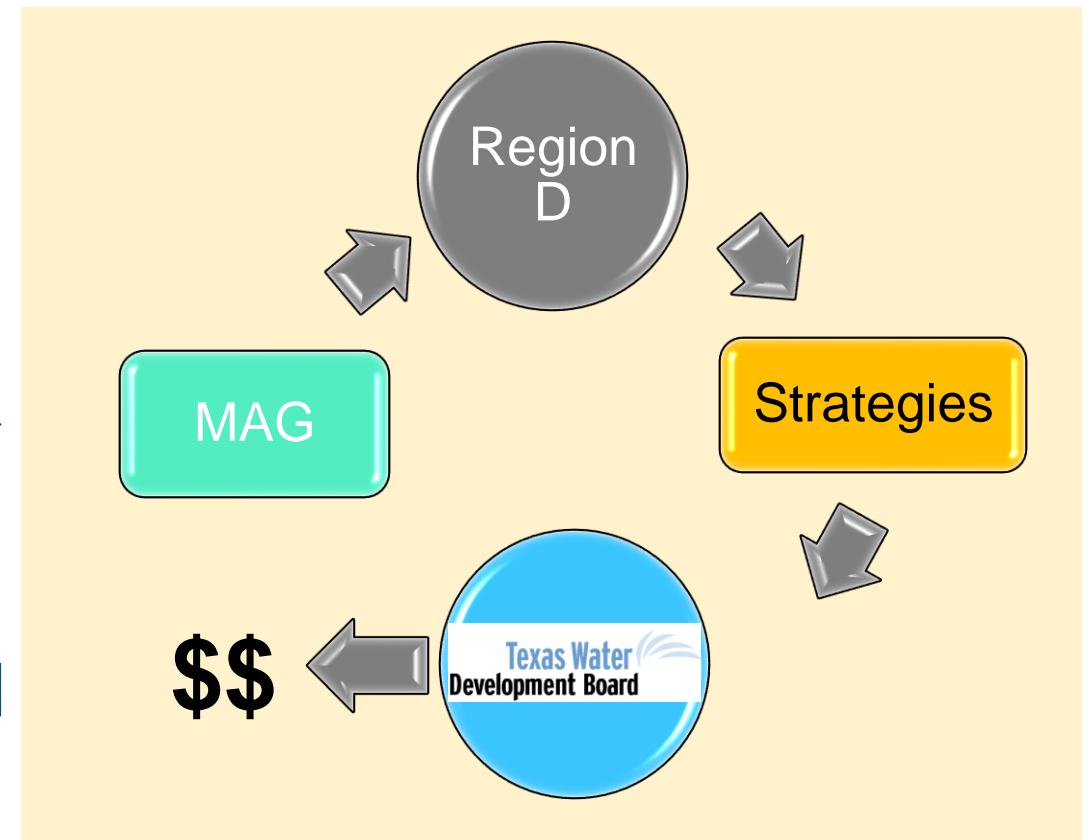 Region
D
MAG
Strategies
Texas Water
Development Board
$$